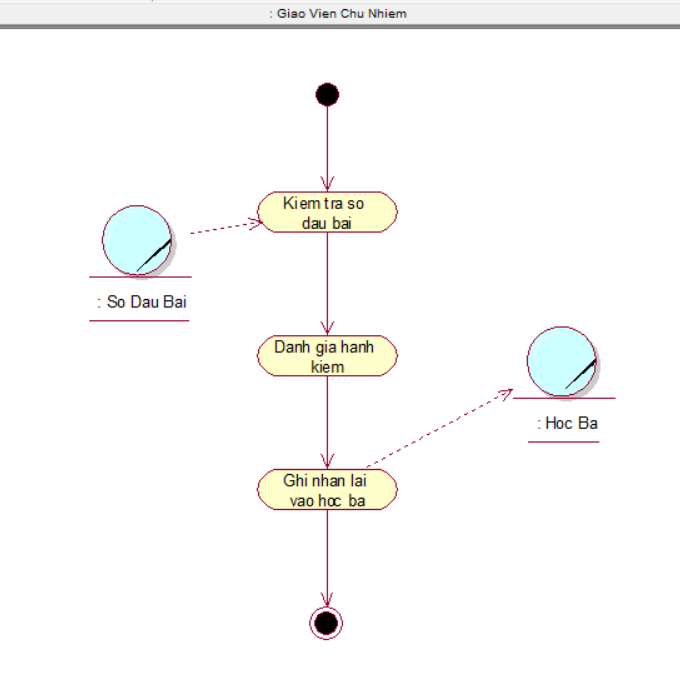 : Giao Vien Chu Nhiem
Kiem tra so
dau bai
: So Dau Bai
Danh gia hanh
kiem
: Hoc Ba
Ghi nhan lai
vao hoc ba